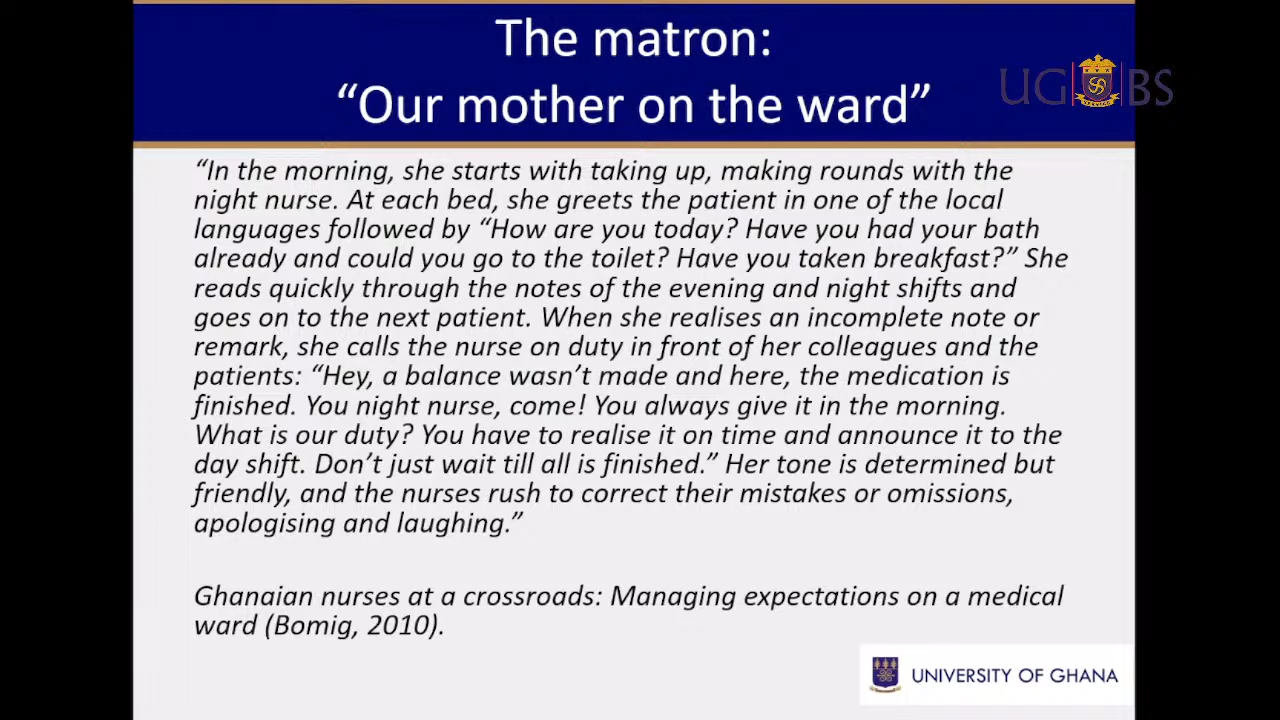 The matron:
“Our mother on the ward”
UG BS
“In the morning, she starts with taking up, making rounds with the
night nurse. At each bed, she greets the patient in one of the local
languages followed by “How are you today? Have you had your bath
already and could you go to the toilet? Have you taken breakfast?” She
reads quickly through the notes of the evening and night shifts and
goes on to the next patient. When she realises an incomplete note or
remark, she calls the nurse on duty in front of her colleagues and the
patients: “Hey, a balance wasn’t made and here, the medication is
finished. You night nurse, come! You always give it in the morning.
What is our duty? You have to realise it on time and announce it to the
day shift. Don’t just wait till all is finished.” Her tone is determined but
friendly, and the nurses rush to correct their mistakes or omissions,
apologising and laughing.”
Ghanaian nurses at a crossroads: Managing expectations on a medical
ward (Bomig, 2010).
UNIVERSITY OF GHANA